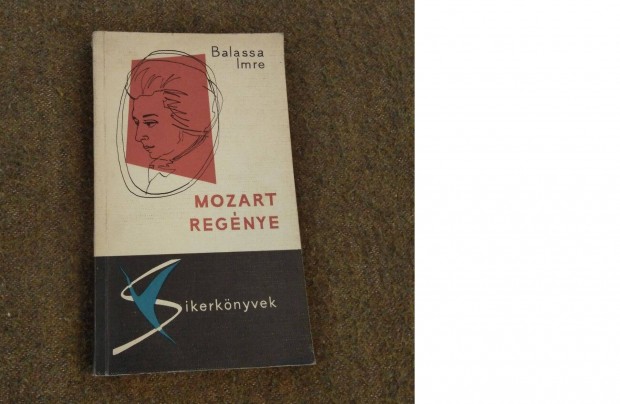 Balassa
Imre
MOZART
REGÉNYE
Sikerkönyvek